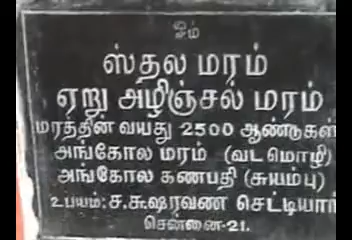 ஓம்
ஸ்தல மரம்
ஏறு அழிஞ்சல் மரம்
மரத்தின் வயது 2500 ஆண்டுகள்
அங்கோல மரம் (வட மொழி)
அங்கோல கணபதி (சுயம்பு)
உபயம்: ச.சு.ஷரவண செட்டியார்
சென்னை-21.